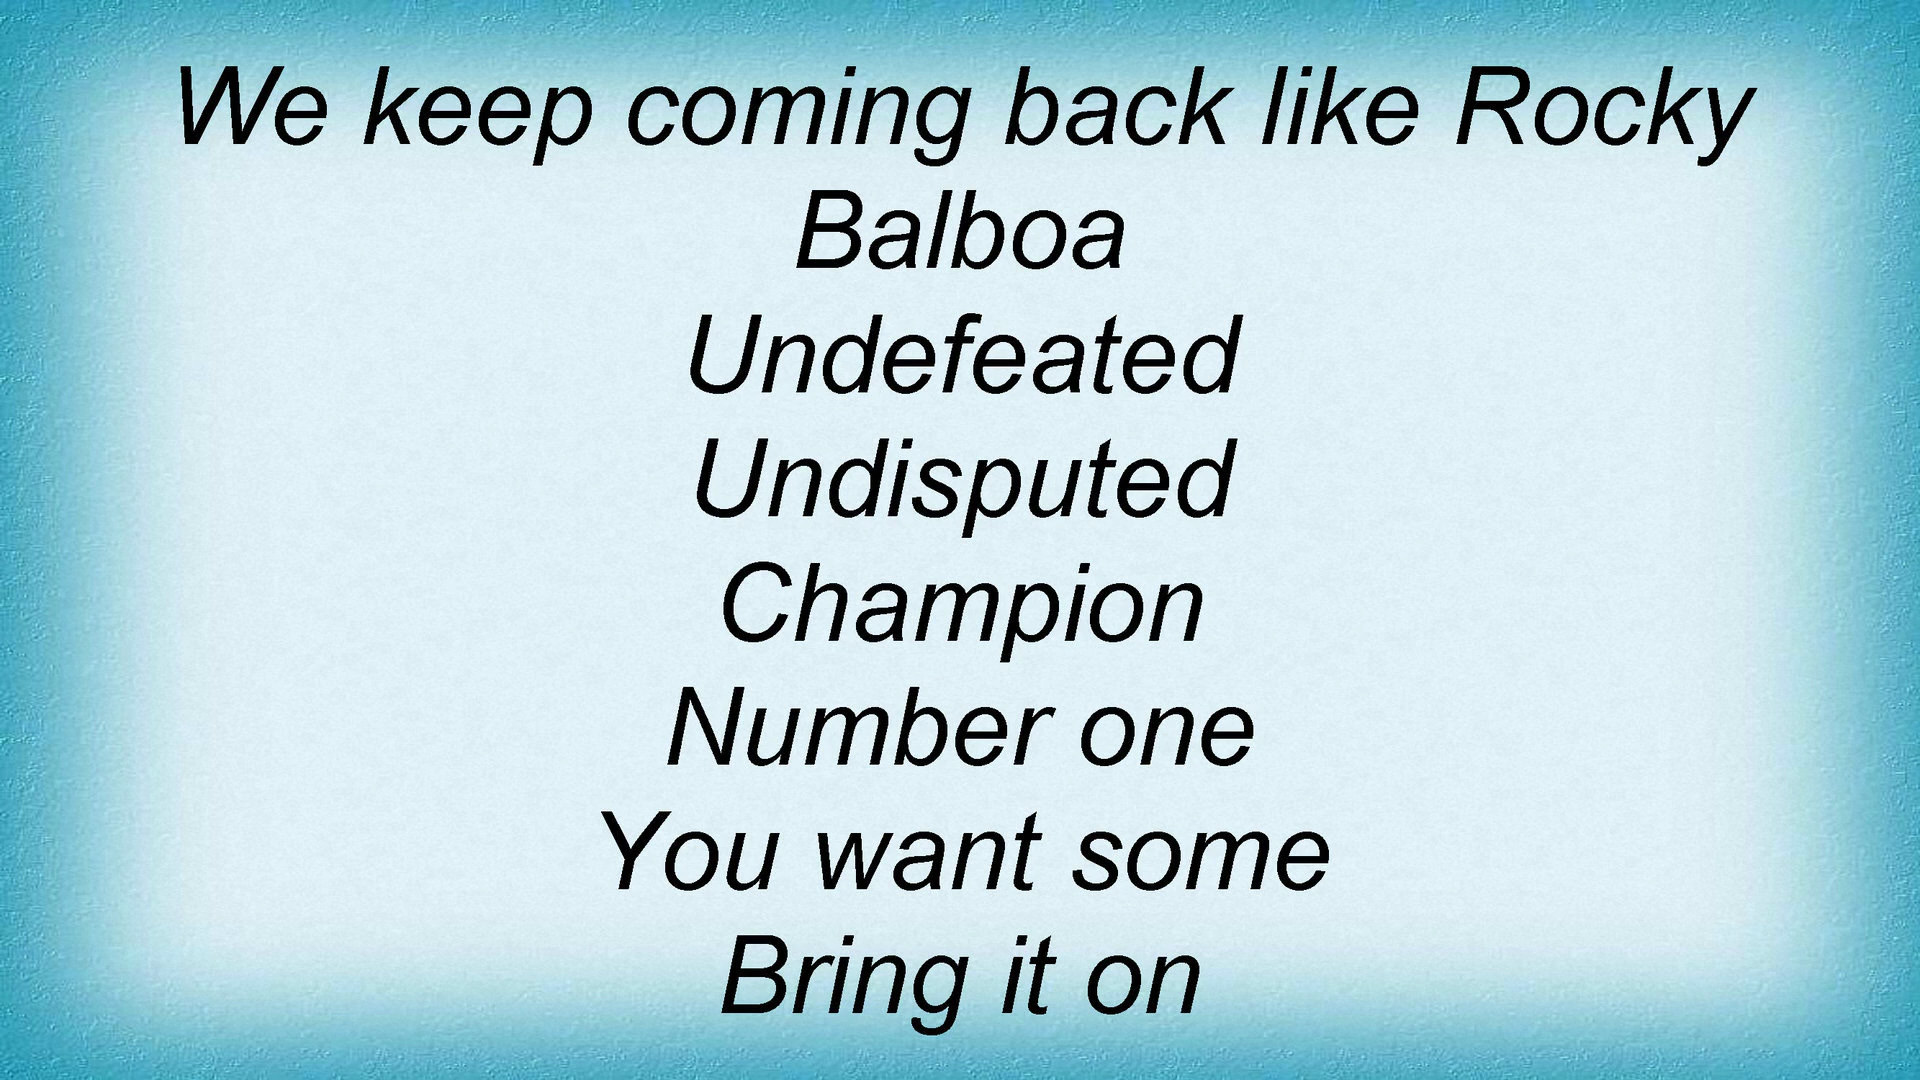 We keep coming back like Rocky
Balboa
Undefeated
Undisputed
Champion
Number one
You want some
Bring it on